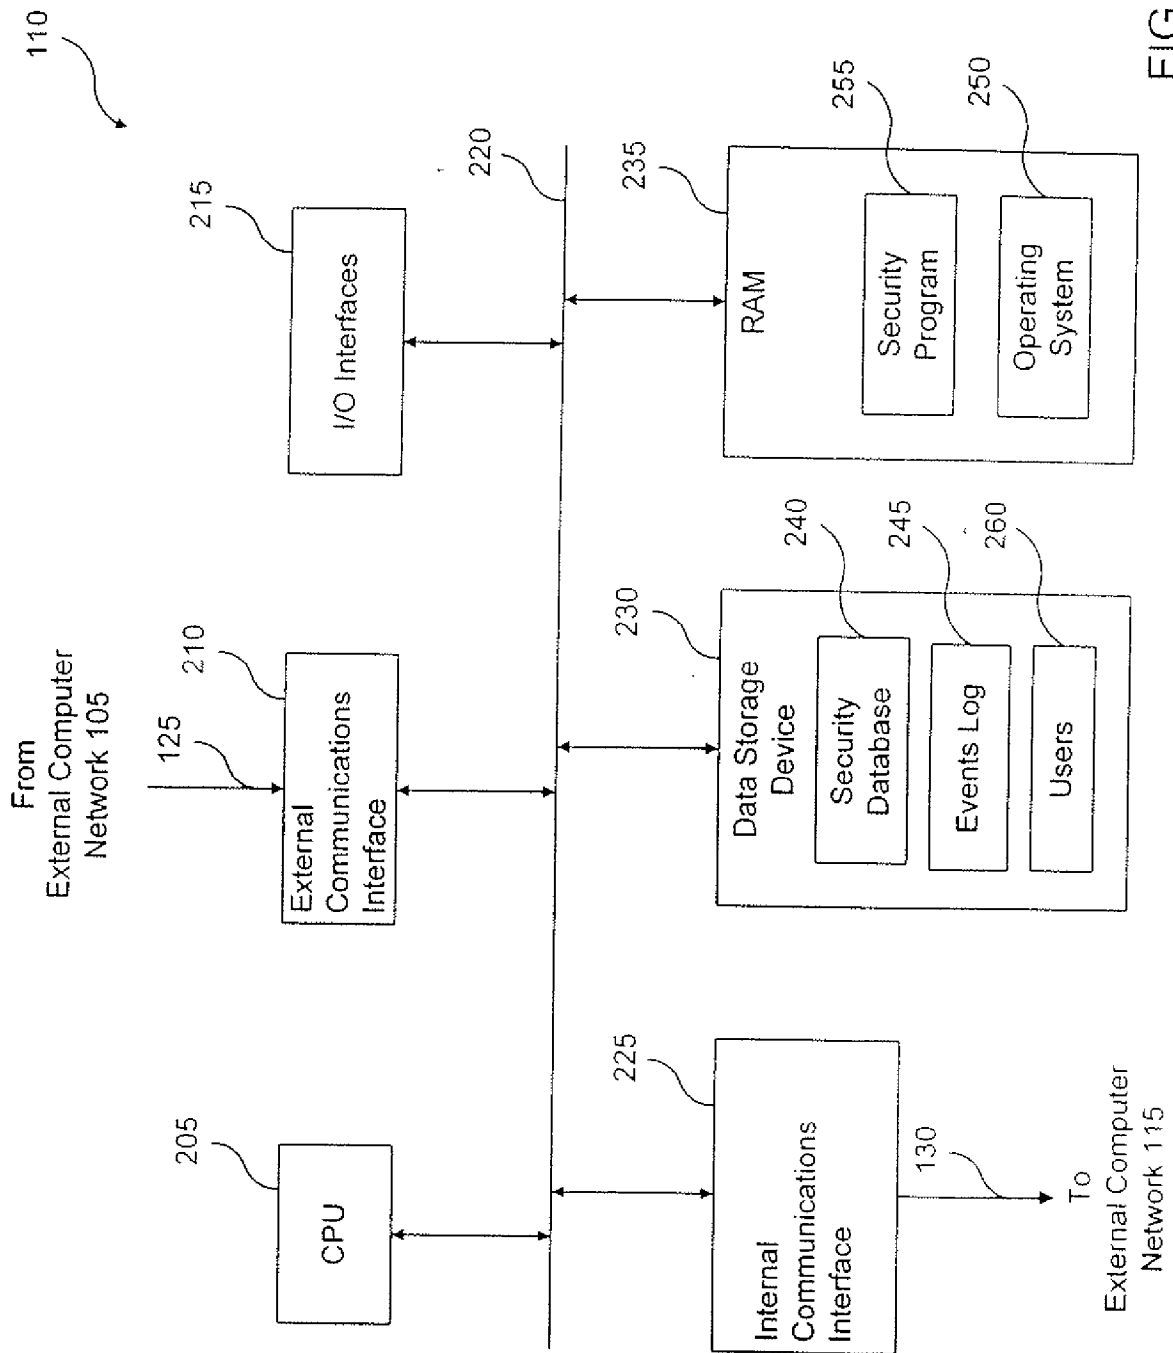 From
External Computer
Network 105
110
125
205
210
215
CPU
External
Communications
Interface
I/O Interfaces
220
225
230
235
Internal
Communications
Interface
Data Storage
Device
RAM
240
255
Security
Database
Security
Program
245
Events Log
130
250
260
Users
Operating
System
To
External Computer
Network 115
FIG